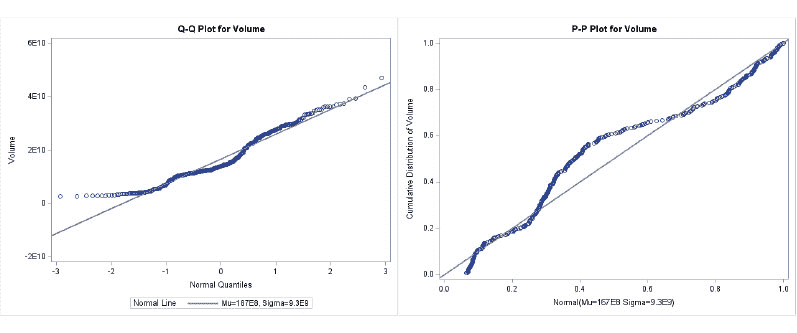 Q-Q Plot for Volume
6E10
4E10
2E10
0
-2E10
Volume
-3 -2 -1 0 1 2 3
Normal Quantiles
Normal Line Mu=167E8, Sigma=9.3E9
P-P Plot for Volume
1.0
0.8
0.6
0.4
0.2
0.0
Cumulative Distribution of Volume
0.0 0.2 0.4 0.6 0.8 1.0
Normal(Mu=167E8 Sigma=9.3E9)